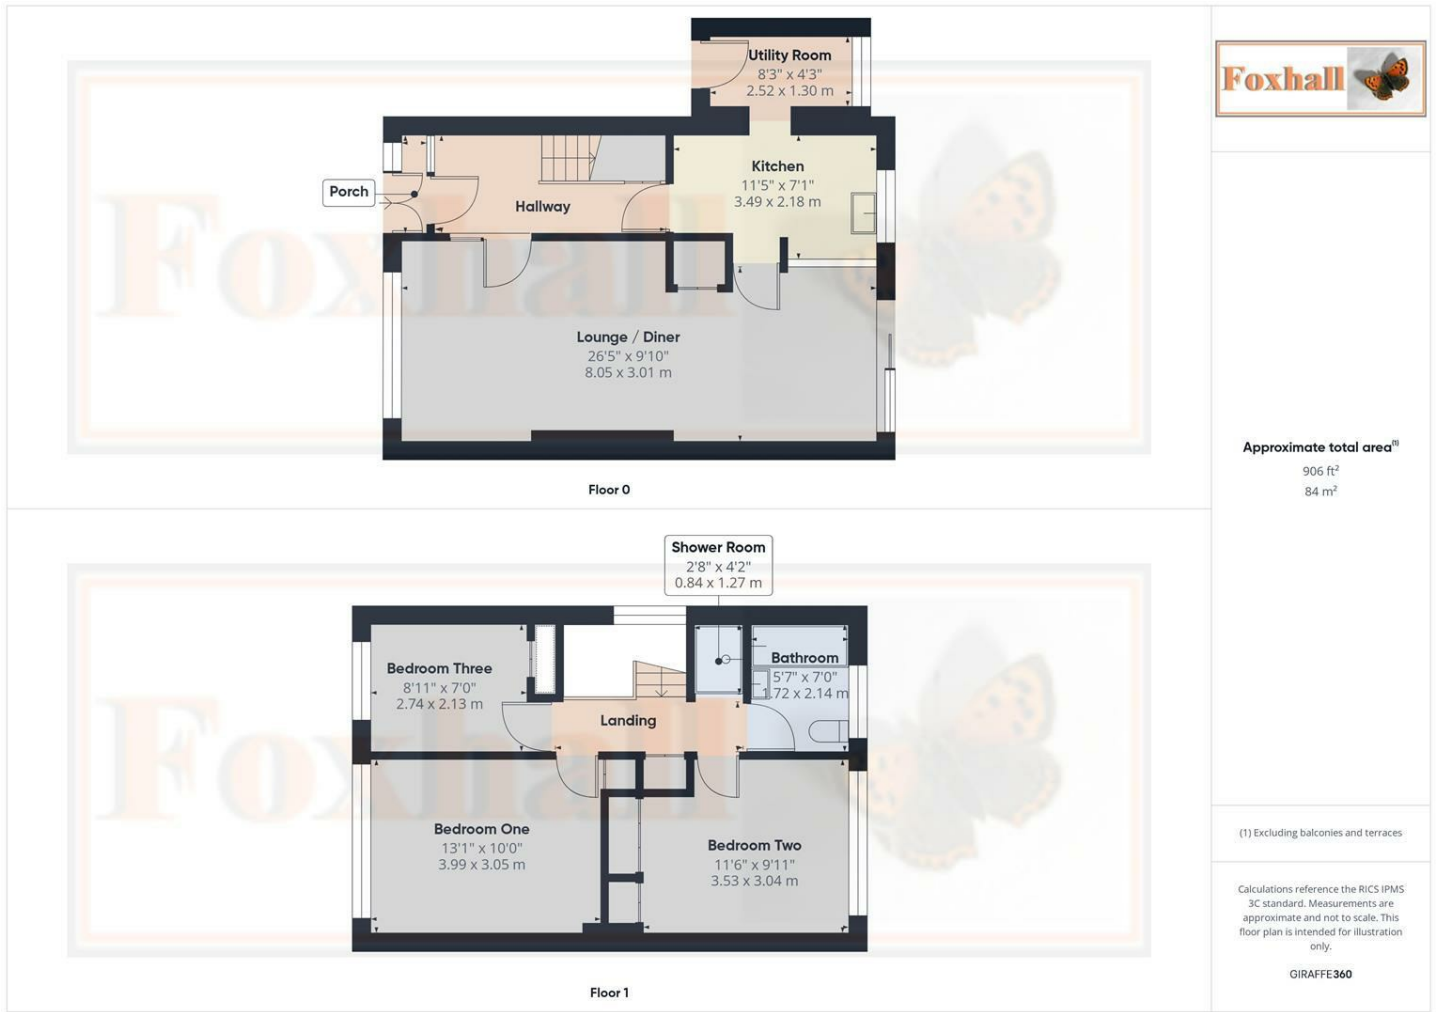 Utility Room
8'3" x 4'3"
2.52 x 1.30 m
Kitchen
11'5" x 7'1"
3.49 x 2.18 m
Porch
Hallway
Lounge / Diner
26'5" x 9'10"
8.05 x 3.01 m
Foxhall
Floor 0
Shower Room
2'8" x 4'2"
0.84 x 1.27 m
Bedroom Three
8'11" x 7'0"
2.74 x 2.13 m
Bathroom
5'7" x 7'0"
1.72 x 2.14 m
Landing
Bedroom One
13'1" x 10'0"
3.99 x 3.05 m
Bedroom Two
11'6" x 9'11"
3.53 x 3.04 m
Foxhall
Floor 1
Foxhall
Approximate total area⁽¹⁾
906 ft²
84 m²
(1) Excluding balconies and terraces
Calculations reference the RICS IPMS
3C standard. Measurements are
approximate and not to scale. This
floor plan is intended for illustration
only.
GIRAFFE360